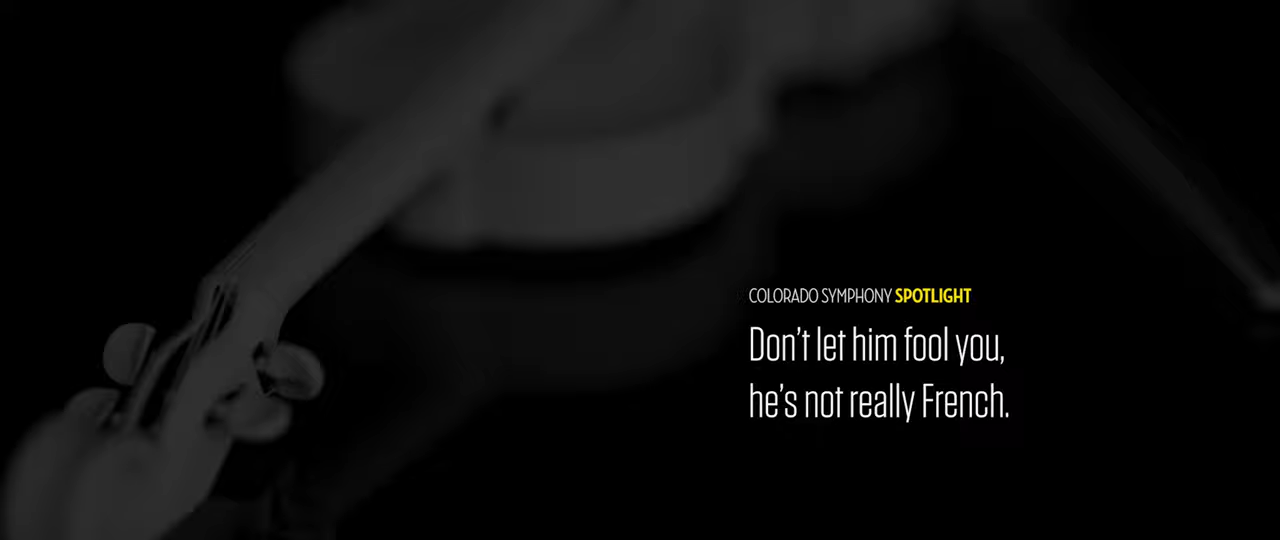 COLORADO SYMPHONY SPOTLIGHT
Don't let him fool you,
he's not really French.